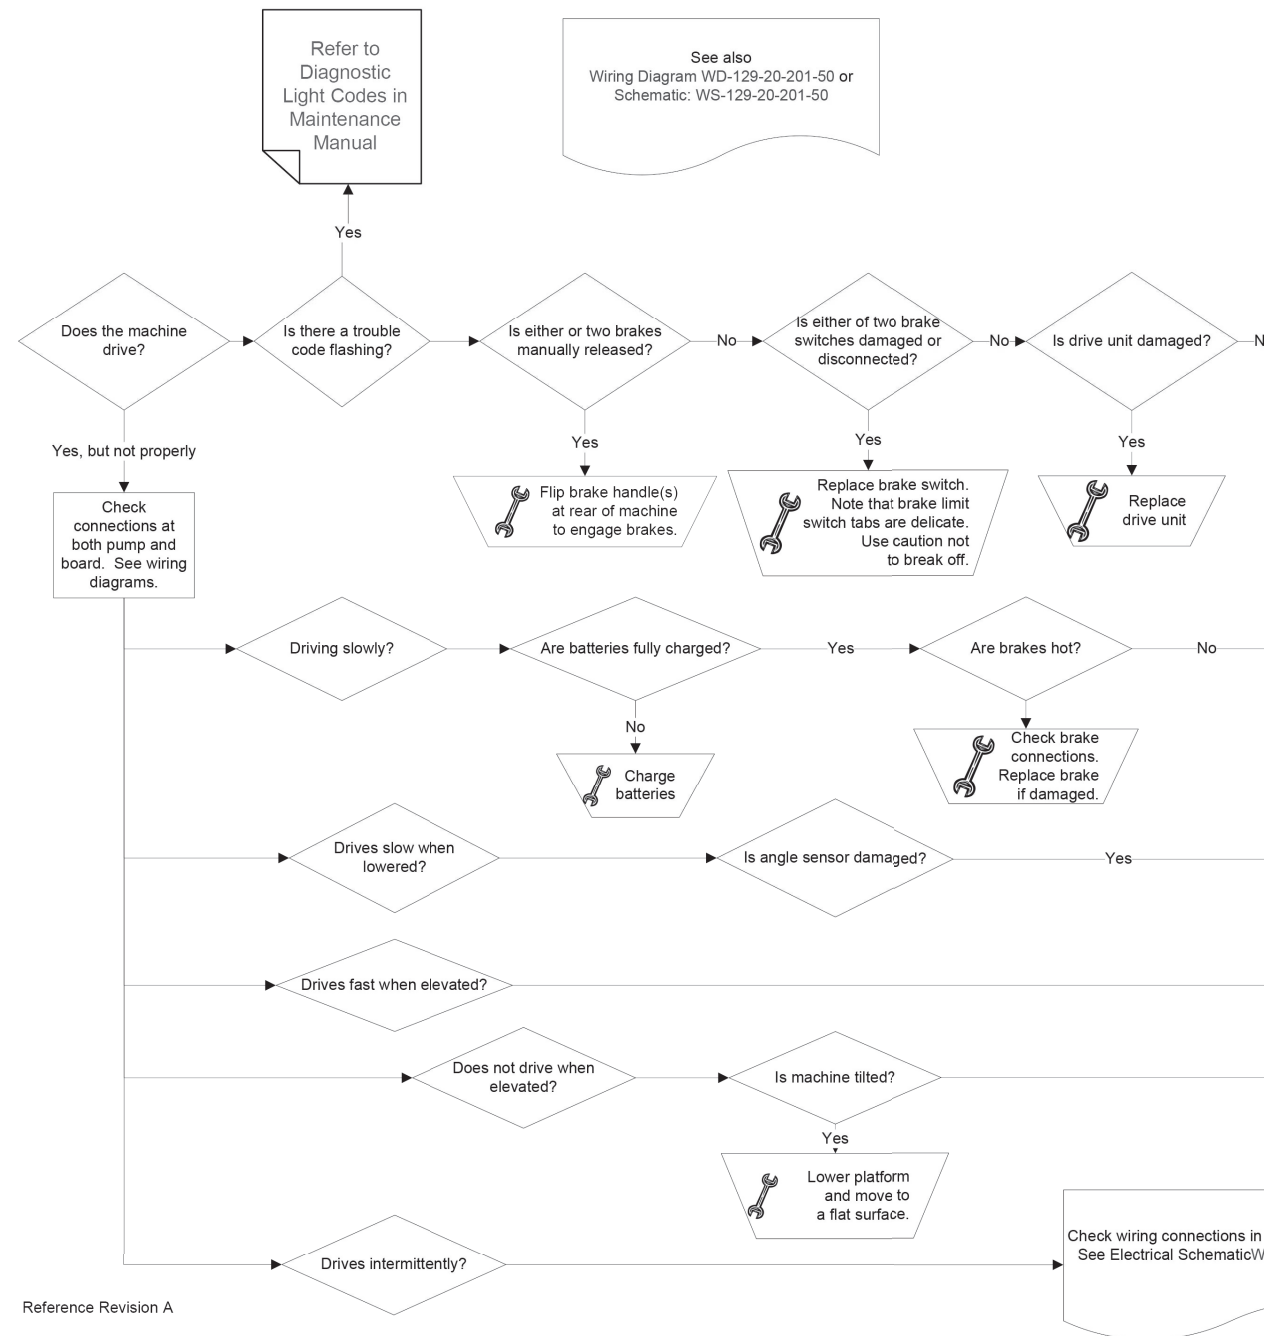 Refer to
Diagnostic
Light Codes in
Maintenance
Manual
See also
Wiring Diagram WD-129-20-201-50 or
Schematic: WS-129-20-201-50
Yes
Does the machine
drive?
Is there a trouble
code flashing?
Is either or two brakes
manually released?
No
Is either of two brake
switches damaged or
disconnected?
No
Is drive unit damaged?
N
Yes, but not properly
Yes
Yes
Yes
Check
connections at
both pump and
board. See wiring
diagrams.
Flip brake handle(s)
at rear of machine
to engage brakes.
Replace brake switch.
Note that brake limit
switch tabs are delicate.
Use caution not
to break off.
Replace
drive unit
Driving slowly?
Are batteries fully charged?
Yes
Are brakes hot?
No
No
Charge
batteries
Check brake
connections.
Replace brake
if damaged.
Drives slow when
lowered?
Is angle sensor damaged?
Yes
Drives fast when elevated?
Does not drive when
elevated?
Is machine tilted?
Yes
Lower platform
and move to
a flat surface.
Drives intermittently?
Check wiring connections in
See Electrical SchematicW
Reference Revision A